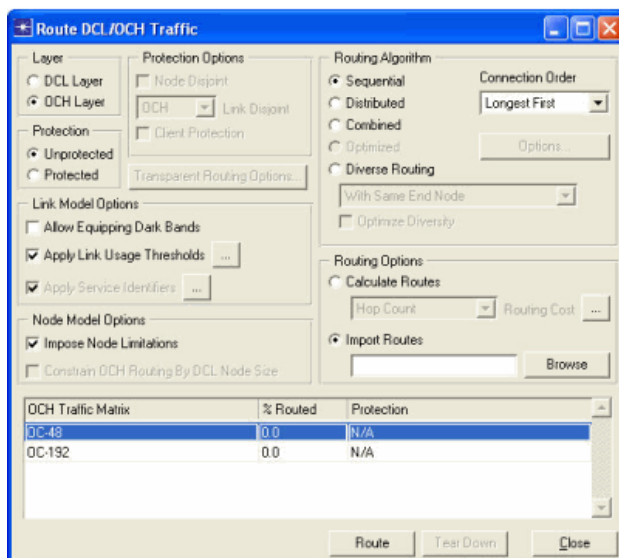 Route DCL/OCH Traffic
Layer
DCL Layer
OCH Layer
Protection Options
Node Disjoint
OCH Link Disjoint
Client Protection
Protection
Unprotected
Protected
Transparent Routing Options...
Link Model Options
Allow Equipping Dark Bands
Apply Link Usage Thresholds ...
Apply Service Identifiers ...
Node Model Options
Impose Node Limitations
Constrain OCH Routing By DCL Node Size
Routing Algorithm
Sequential
Distributed
Combined
Optimized
Diverse Routing
Connection Order
Longest First
Options...
With Same End Node
Optimize Diversity
Routing Options
Calculate Routes
Hop Count Routing Cost ...
Import Routes
Browse
OCH Traffic Matrix % Routed Protection
OC-48 0.0 N/A
OC-192 0.0 N/A
Route Tear Down Close